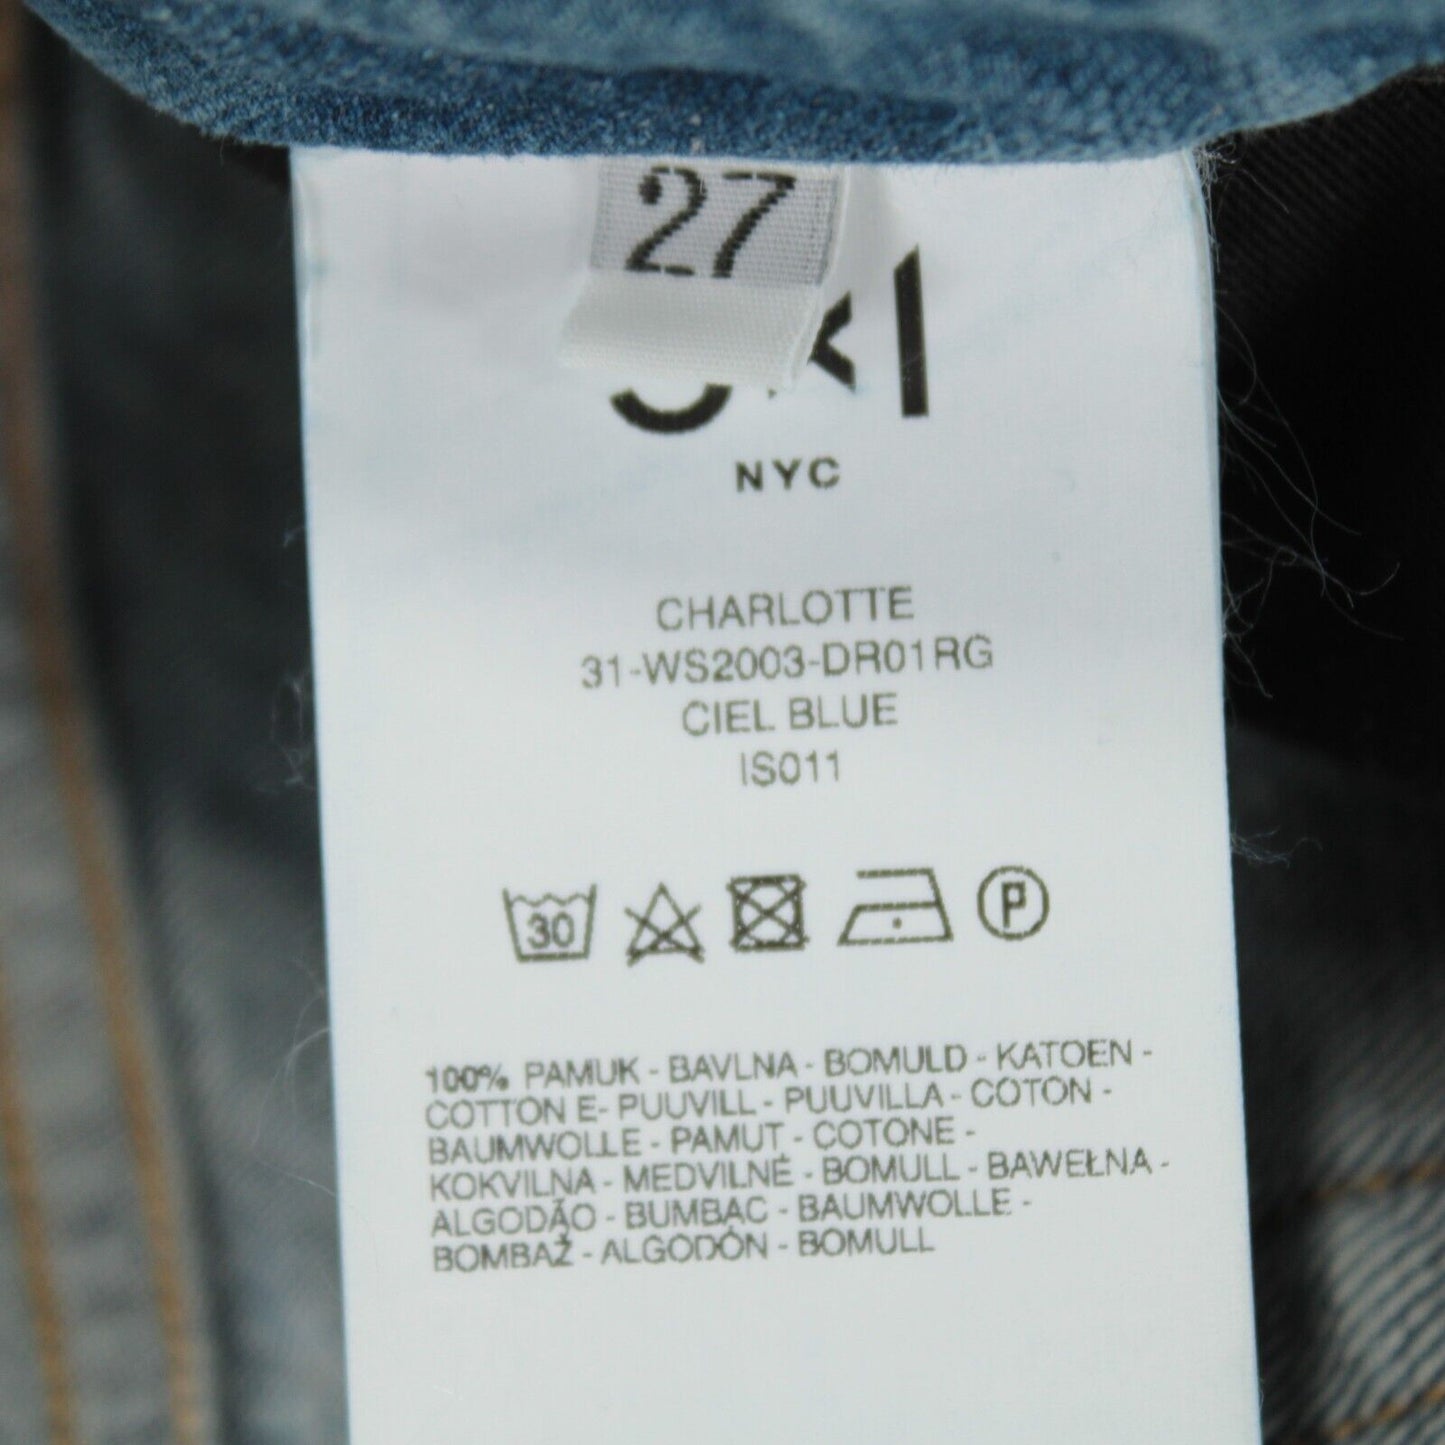 27
NYC
CHARLOTTE
31-WS2003-DR01RG
CIEL BLUE
IS011
30
P
100% PAMUK - BAVLNA - BOMULD - KATOEN -
COTTON E- PUUVILL - PUUVILLA - COTON -
BAUMWOLLE - PAMUT - COTONE -
KOKVILNA - MEDVILNĖ - BOMULL - BAWEŁNA -
ALGODÃO - BUMBAC - BAUMWOLLE -
BOMBAŽ - ALGODÓN - BOMULL